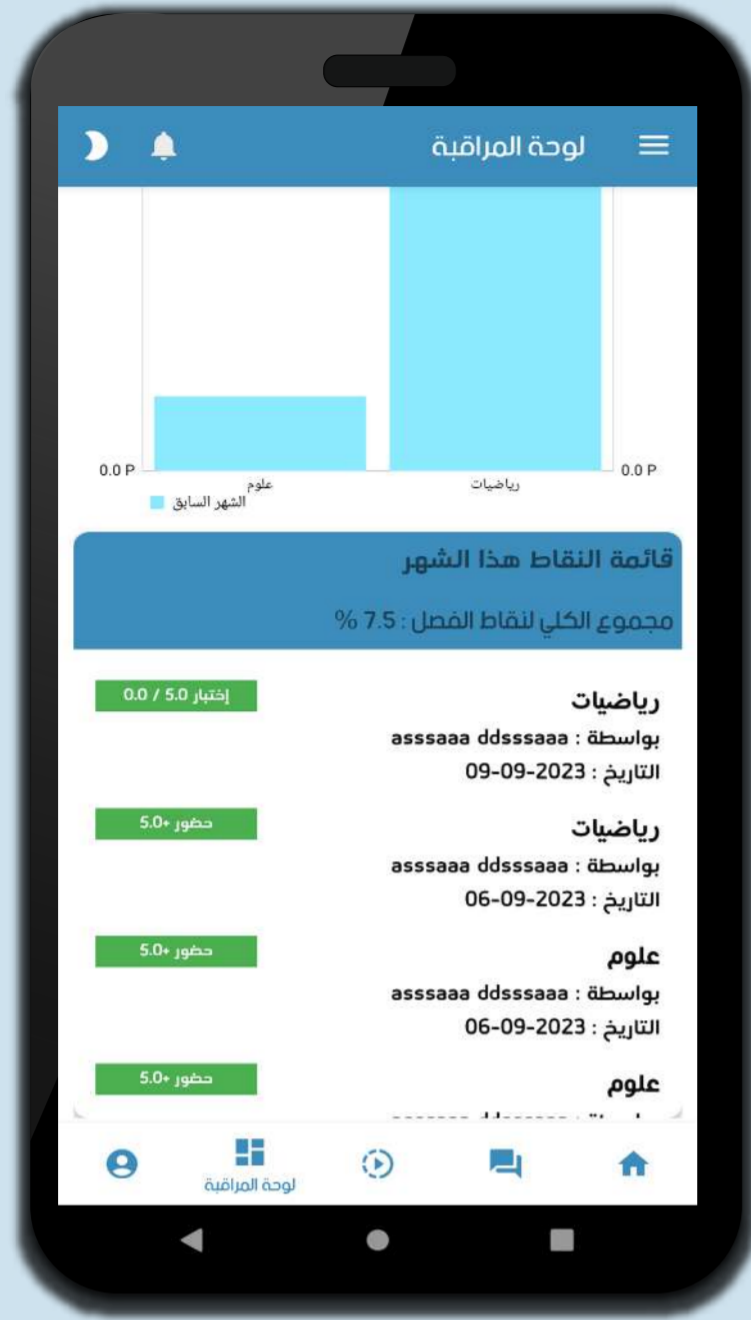 لوحة المراقبة
0.0 P
0.0 P
رياضيات
علوم
الشهر السابق
قائمة النقاط هذا الشهر
مجموع الكلي لنقاط الفصل : 7.5 %
رياضيات
إختبار 5.0 / 0.0
بواسطة : asssaaa ddsssaaa
التاريخ : 2023-09-09
رياضيات
حضور +5.0
بواسطة : asssaaa ddsssaaa
التاريخ : 2023-09-06
علوم
حضور +5.0
بواسطة : asssaaa ddsssaaa
التاريخ : 2023-09-06
علوم
حضور +5.0
لوحة المراقبة